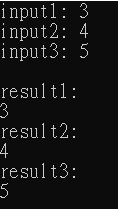 input1: 3
input2: 4
input3: 5
result1:
3
result2:
4
result3:
5